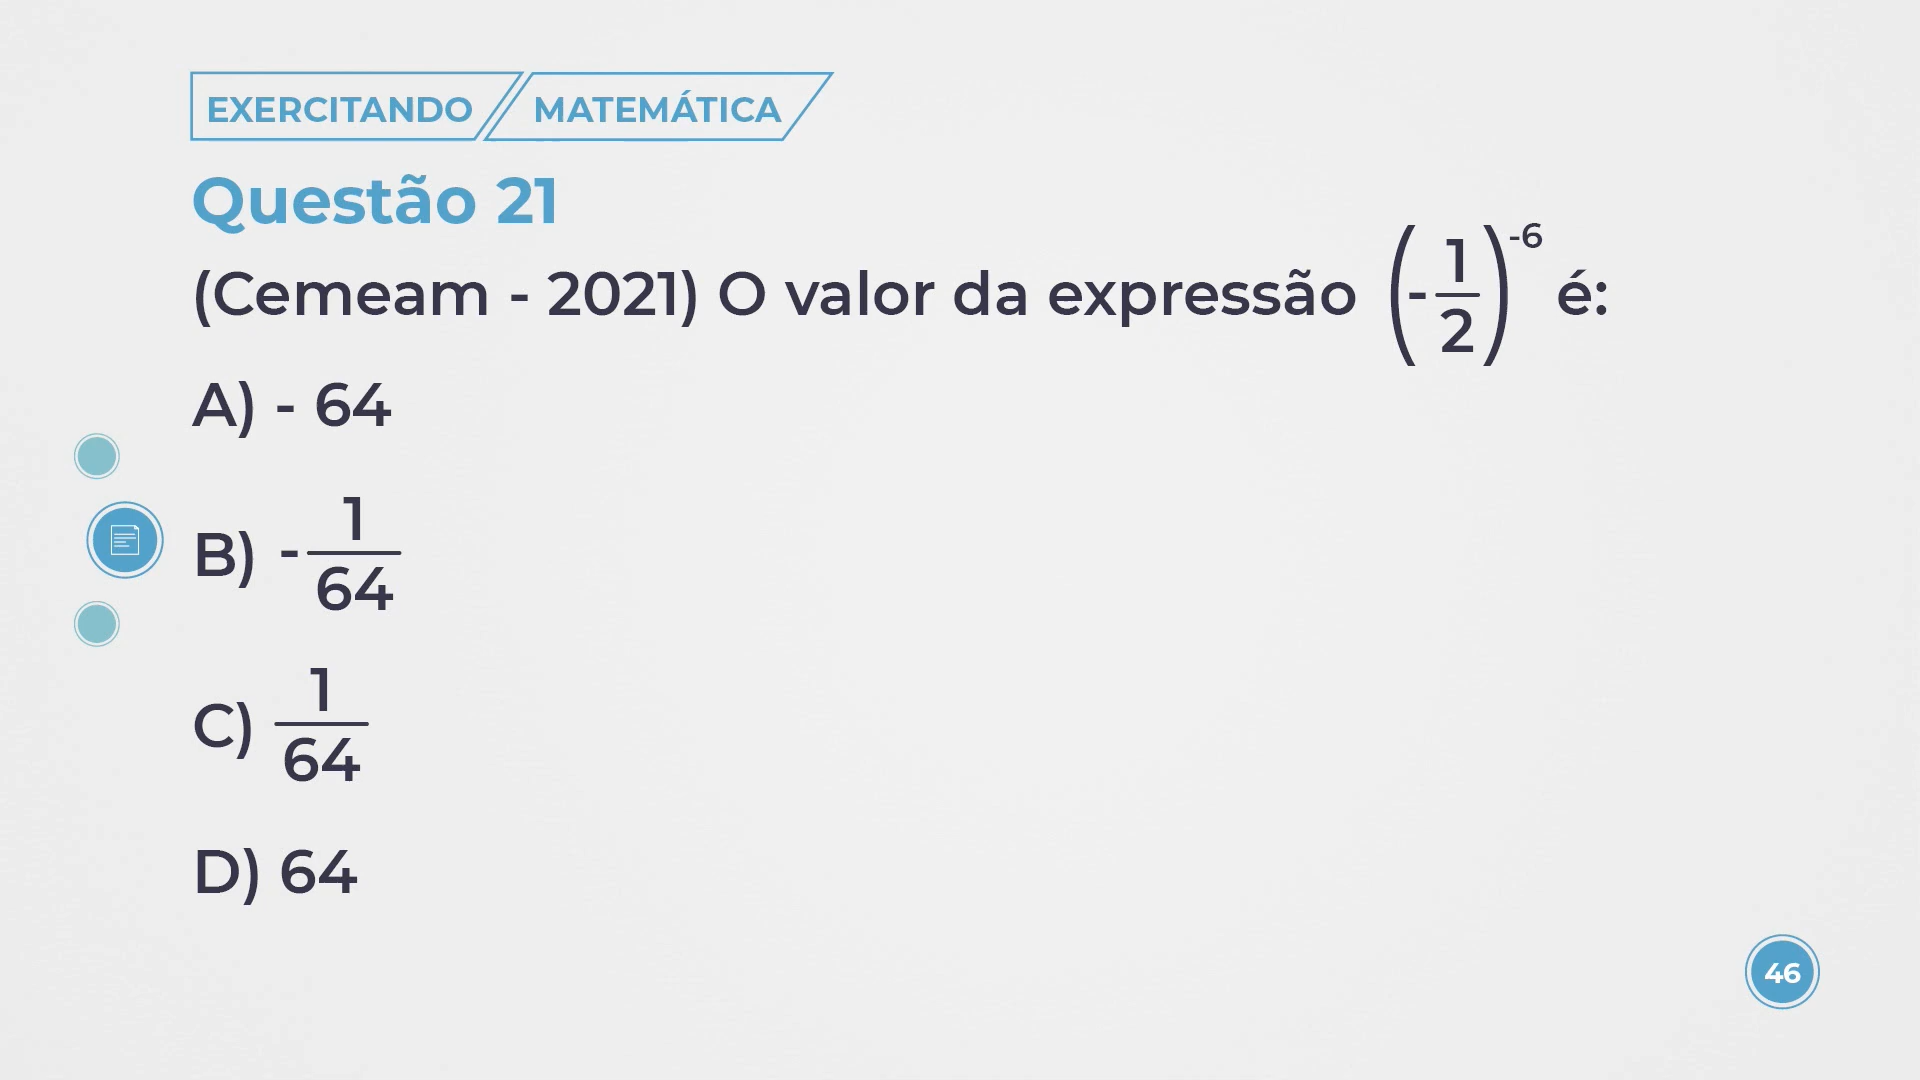 EXERCITANDO MATEMÁTICA
Questão 21
(Cemeam - 2021) O valor da expressão (-1/2)^-6 é:
A) - 64
B) -1/64
C) 1/64
D) 64
46